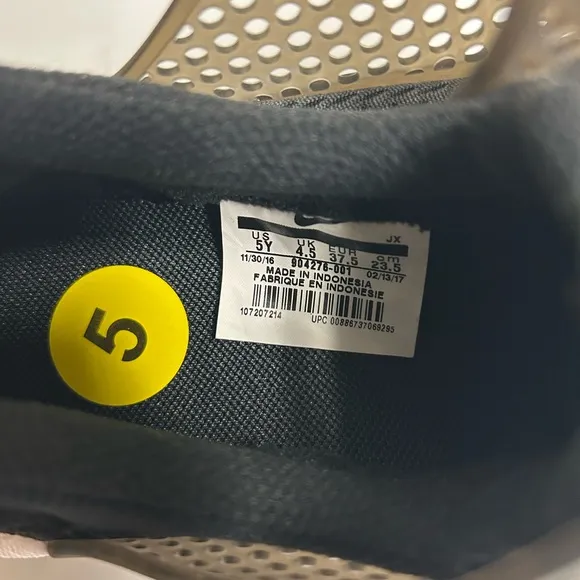 JX
US UK EUR cm
5Y 4.5 37.5 23.5
11/30/16 904276-001 02/13/17
MADE IN INDONESIA
FABRIQUE EN INDONESIE
107207214 UPC 00886737069295
5